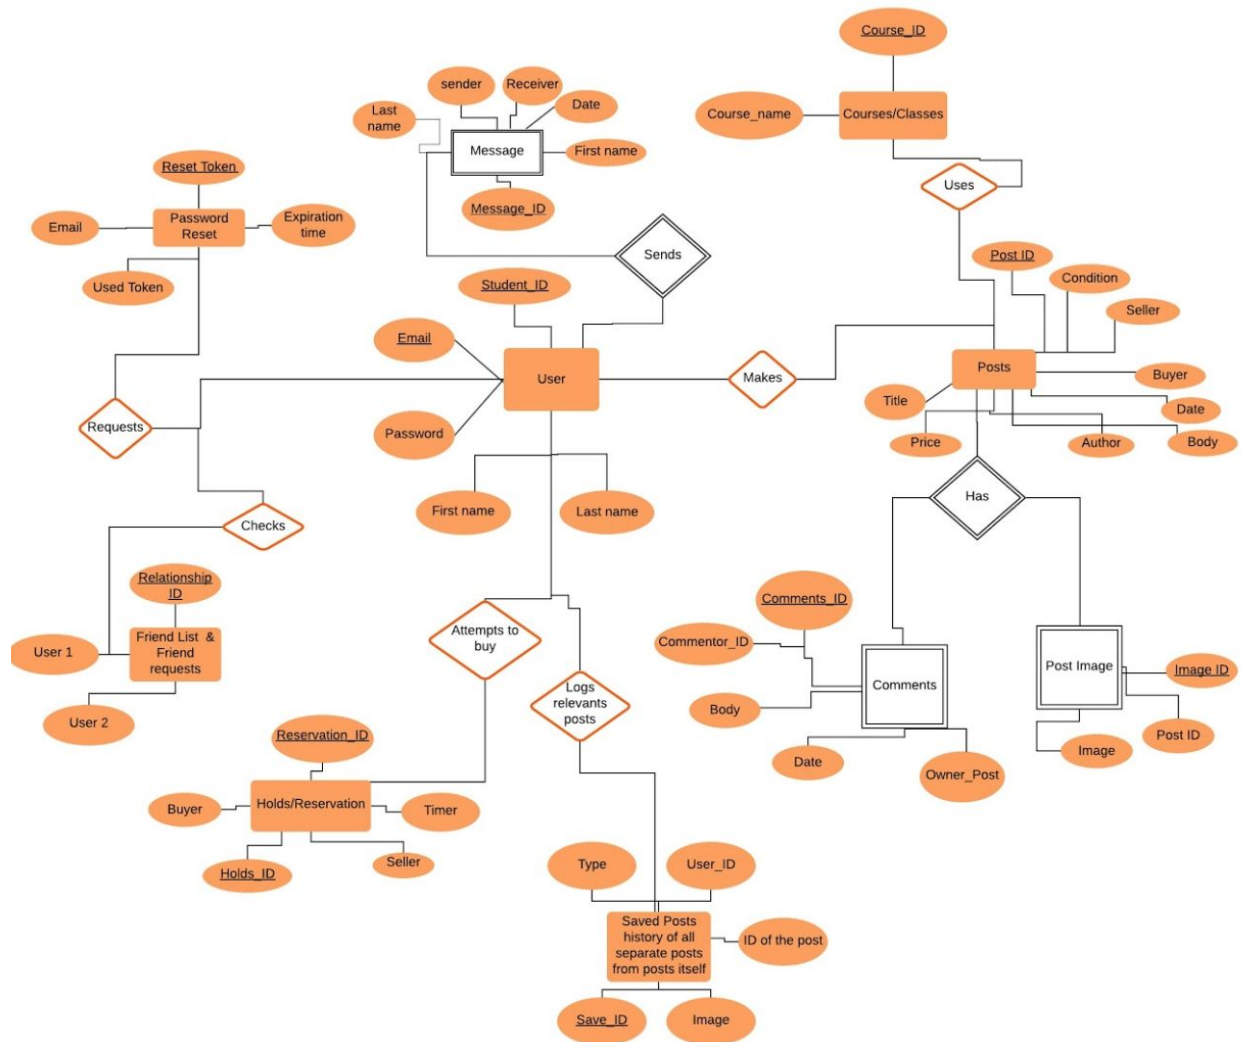 Course_ID
sender
Receiver
Date
Last
name
Course_name
Courses/Classes
Message
First name
Reset Token
Uses
Message_ID
Password
Reset
Expiration
time
Email
Sends
Post ID
Condition
Used Token
Student_ID
Seller
Email
User
Makes
Posts
Buyer
Title
Date
Requests
Password
Price
Author
Body
Has
First name
Last name
Checks
Relationship
ID
Comments_ID
Attempts to
buy
Commentor_ID
User 1
Friend List &
Friend
requests
Post Image
Image ID
Comments
Logs
relevants
posts
Body
User 2
Reservation_ID
Post ID
Image
Date
Owner_Post
Buyer
Holds/Reservation
Timer
Seller
Holds_ID
Type
User_ID
Saved Posts
history of all
separate posts
from posts itself
ID of the post
Save_ID
Image